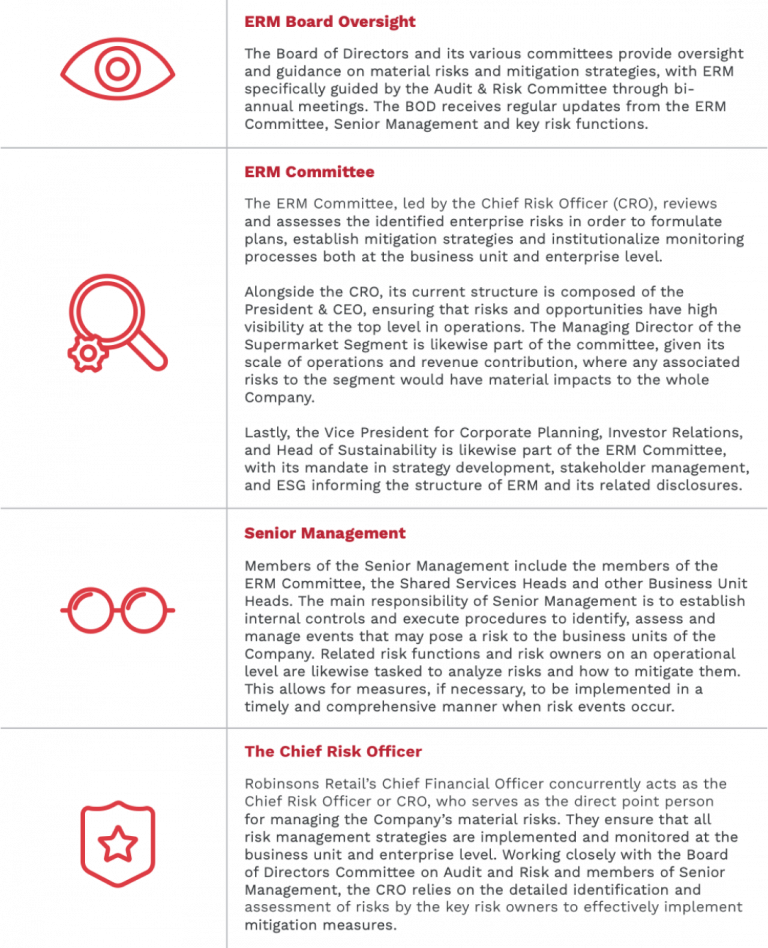 ERM Board Oversight
The Board of Directors and its various committees provide oversight
and guidance on material risks and mitigation strategies, with ERM
specifically guided by the Audit & Risk Committee through bi-
annual meetings. The BOD receives regular updates from the ERM
Committee, Senior Management and key risk functions.
ERM Committee
The ERM Committee, led by the Chief Risk Officer (CRO), reviews
and assesses the identified enterprise risks in order to formulate
plans, establish mitigation strategies and institutionalize monitoring
processes both at the business unit and enterprise level.
Alongside the CRO, its current structure is composed of the
President & CEO, ensuring that risks and opportunities have high
visibility at the top level in operations. The Managing Director of the
Supermarket Segment is likewise part of the committee, given its
scale of operations and revenue contribution, where any associated
risks to the segment would have material impacts to the whole
Company.
Lastly, the Vice President for Corporate Planning, Investor Relations,
and Head of Sustainability is likewise part of the ERM Committee,
with its mandate in strategy development, stakeholder management,
and ESG informing the structure of ERM and its related disclosures.
Senior Management
Members of the Senior Management include the members of the
ERM Committee, the Shared Services Heads and other Business Unit
Heads. The main responsibility of Senior Management is to establish
internal controls and execute procedures to identify, assess and
manage events that may pose a risk to the business units of the
Company. Related risk functions and risk owners on an operational
level are likewise tasked to analyze risks and how to mitigate them.
This allows for measures, if necessary, to be implemented in a
timely and comprehensive manner when risk events occur.
The Chief Risk Officer
Robinsons Retail's Chief Financial Officer concurrently acts as the
Chief Risk Officer or CRO, who serves as the direct point person
for managing the Company's material risks. They ensure that all
risk management strategies are implemented and monitored at the
business unit and enterprise level. Working closely with the Board
of Directors Committee on Audit and Risk and members of Senior
Management, the CRO relies on the detailed identification and
assessment of risks by the key risk owners to effectively implement
mitigation measures.